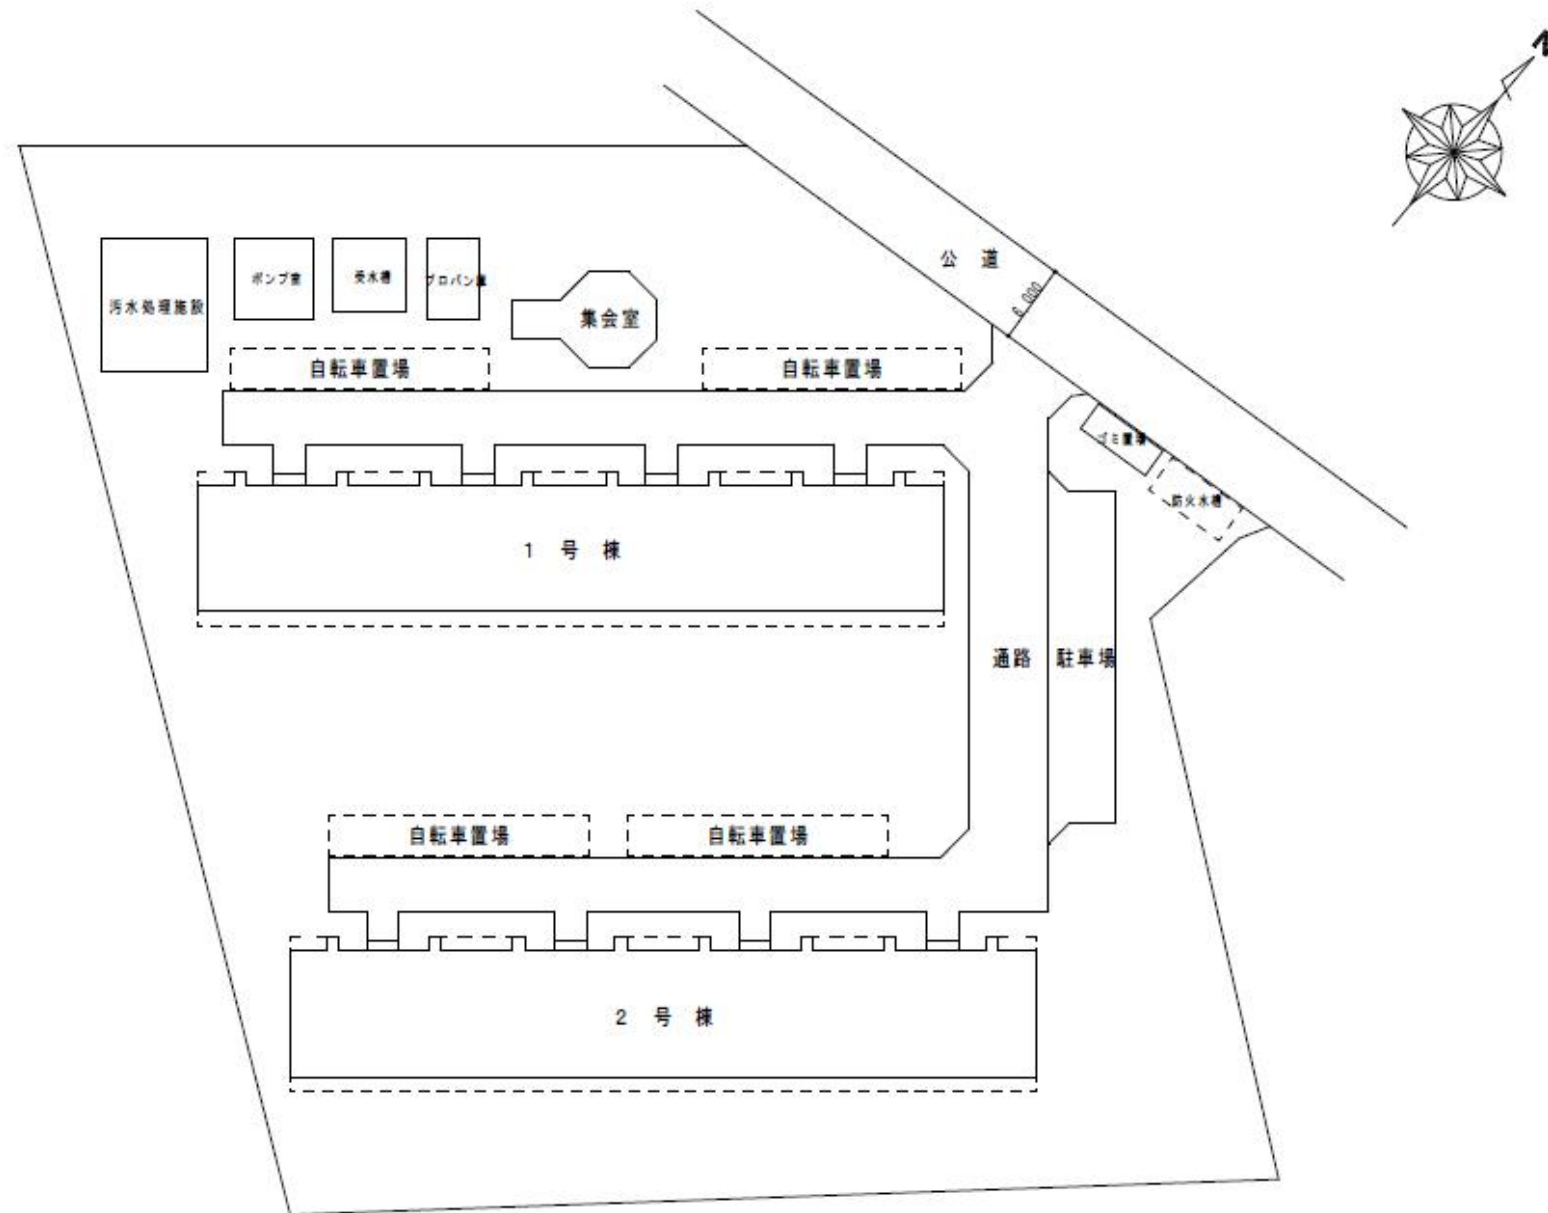 N
公 道
6,000
ポンプ室
受水槽
プロパン庫
汚水処理施設
集会室
自転車置場
自転車置場
ゴミ置場
防火水槽
1 号 棟
通路
駐車場
自転車置場
自転車置場
2 号 棟